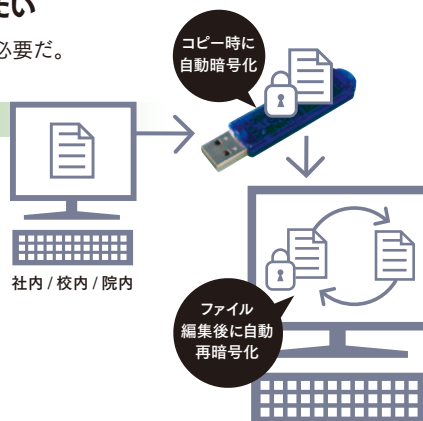 たい
必要だ。
コピー時に
自動暗号化
社内 / 校内 / 院内
ファイル
編集後に自動
再暗号化